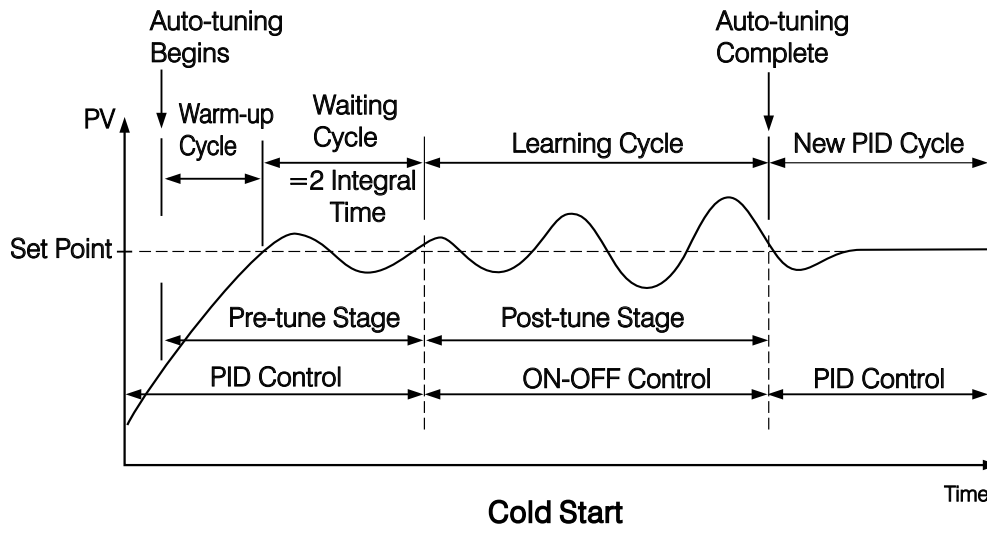 Auto-tuning
Begins
Auto-tuning
Complete
PV
Warm-up
Cycle
Waiting
Cycle
Learning Cycle
New PID Cycle
=2 Integral
Time
Set Point
Pre-tune Stage
Post-tune Stage
PID Control
ON-OFF Control
PID Control
Time
Cold Start